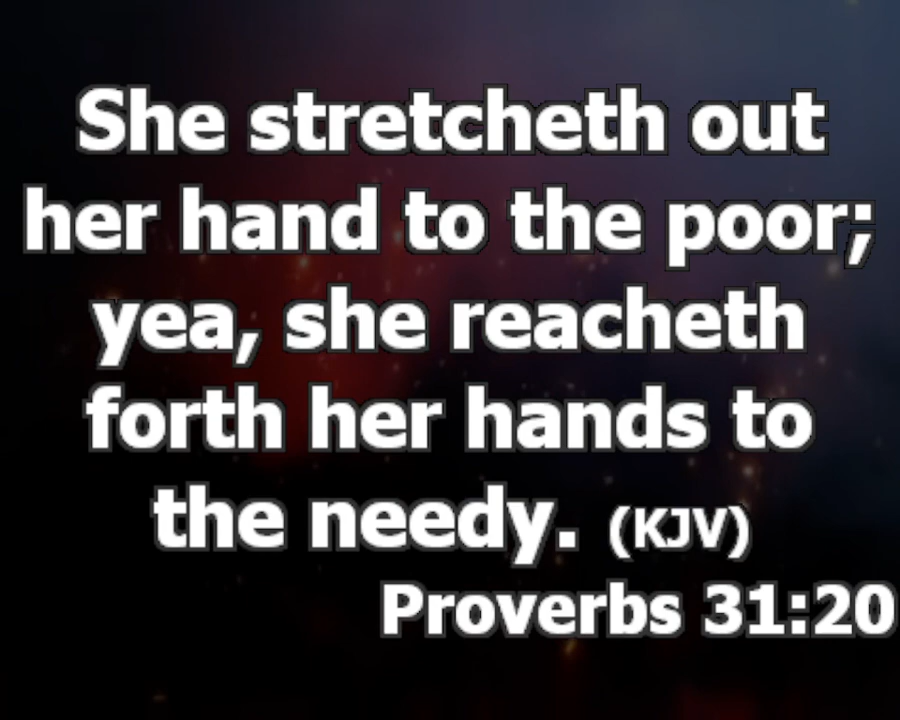 She stretcheth out
her hand to the poor;
yea, she reacheth
forth her hands to
the needy. (KJV)
Proverbs 31:20